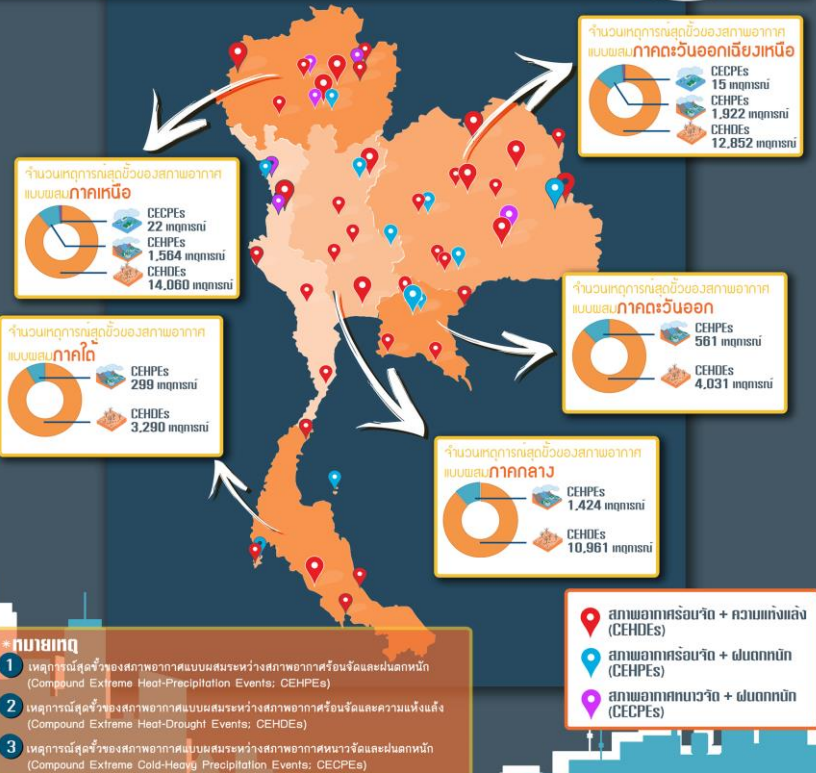 จำนวนเหตุการณ์สุดขั้วของสภาพอากาศ
แบบผสมภาคตะวันออกเฉียงเหนือ
CECPEs
15 เหตุการณ์
CEHPEs
1,922 เหตุการณ์
CEHDEs
12,852 เหตุการณ์
จำนวนเหตุการณ์สุดขั้วของสภาพอากาศ
แบบผสมภาคเหนือ
CECPEs
22 เหตุการณ์
CEHPEs
1,564 เหตุการณ์
CEHDEs
14,060 เหตุการณ์
จำนวนเหตุการณ์สุดขั้วของสภาพอากาศ
แบบผสมภาคตะวันออก
CEHPEs
561 เหตุการณ์
CEHDEs
4,031 เหตุการณ์
จำนวนเหตุการณ์สุดขั้วของสภาพอากาศ
แบบผสมภาคใต้
CEHPEs
299 เหตุการณ์
CEHDEs
3,290 เหตุการณ์
จำนวนเหตุการณ์สุดขั้วของสภาพอากาศ
แบบผสมภาคกลาง
CEHPEs
1,424 เหตุการณ์
CEHDEs
10,961 เหตุการณ์
สภาพอากาศร้อนจัด + ความแห้งแล้ง
(CEHDEs)
สภาพอากาศร้อนจัด + ฝนตกหนัก
(CEHPEs)
สภาพอากาศหนาวจัด + ฝนตกหนัก
(CECPEs)
*หมายเหตุ
1 เหตุการณ์สุดขั้วของสภาพอากาศแบบผสมระหว่างสภาพอากาศร้อนจัดและฝนตกหนัก
(Compound Extreme Heat-Precipitation Events; CEHPEs)
2 เหตุการณ์สุดขั้วของสภาพอากาศแบบผสมระหว่างสภาพอากาศร้อนจัดและความแห้งแล้ง
(Compound Extreme Heat-Drought Events; CEHDEs)
3 เหตุการณ์สุดขั้วของสภาพอากาศแบบผสมระหว่างสภาพอากาศหนาวจัดและฝนตกหนัก
(Compound Extreme Cold-Heavy Precipitation Events; CECPEs)